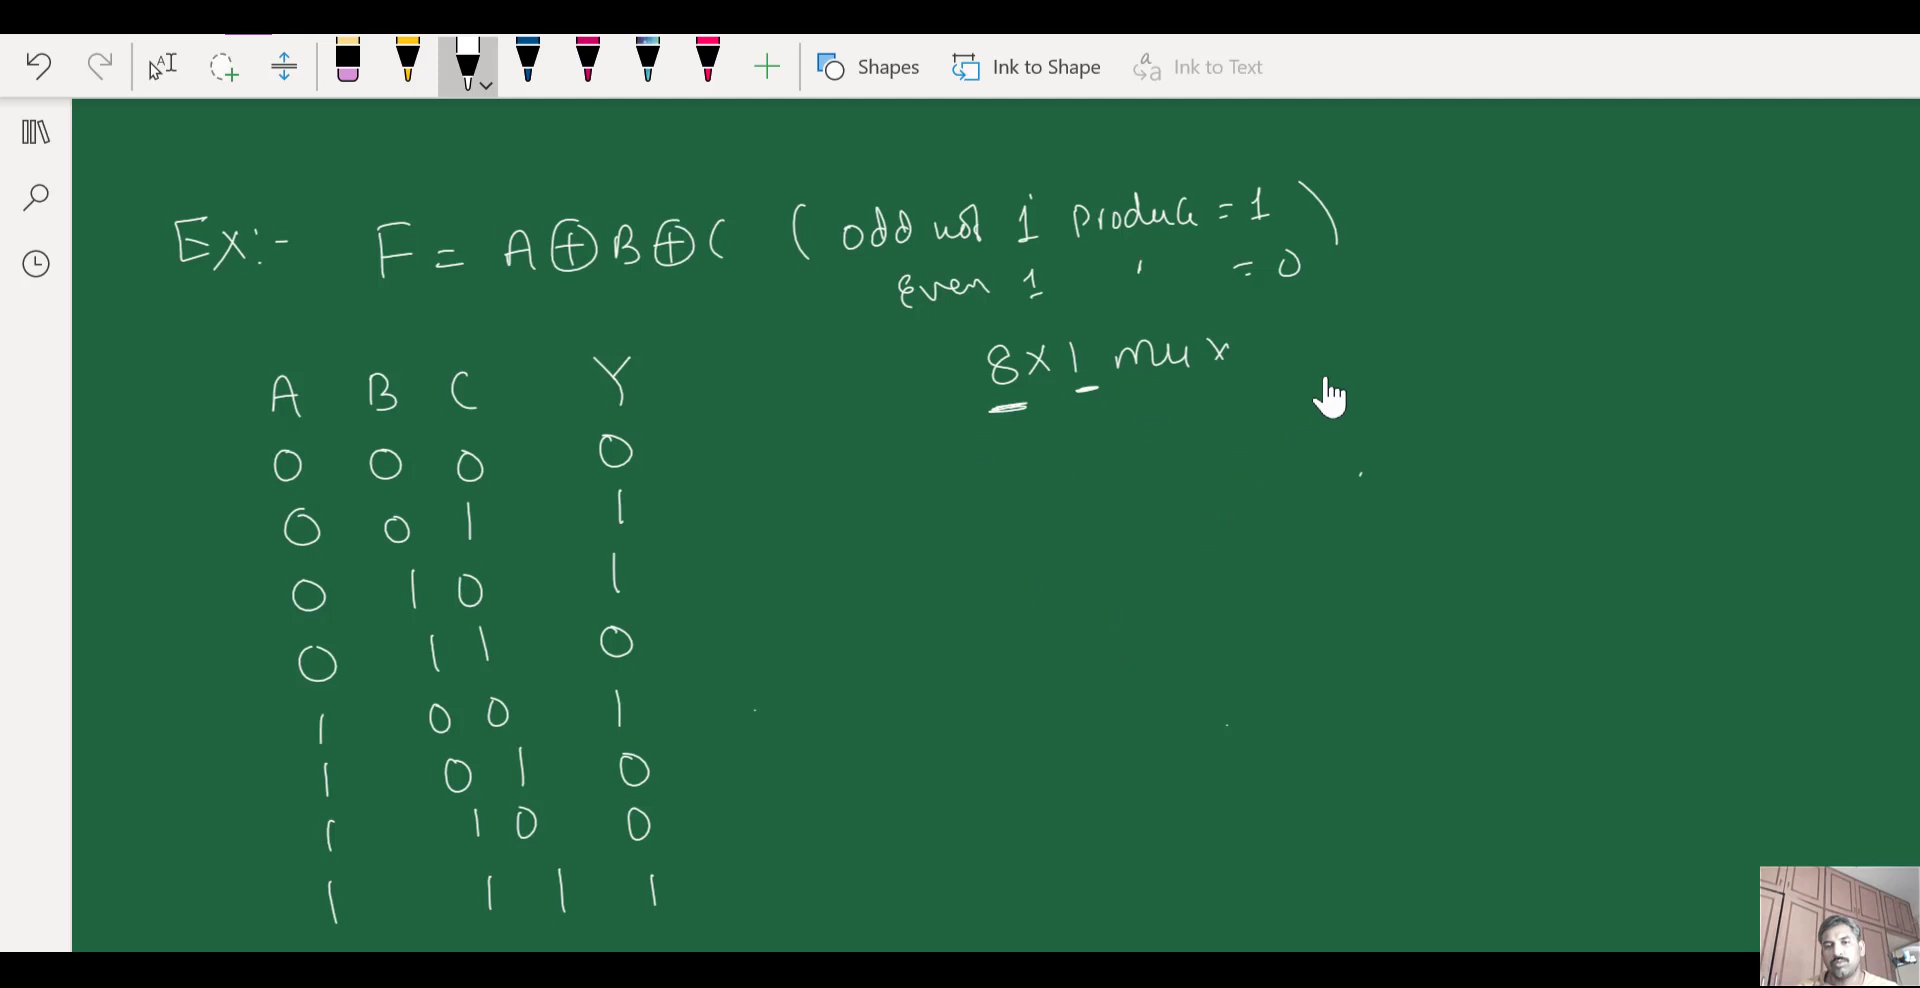 Shapes Ink to Shape Ink to Text
Ex:- F = A⊕B⊕C ( odd not 1 produce = 1 )
even 1 ' = 0
8x1 mux
A B C Y
0 0 0 0
0 0 1 1
0 1 0 1
0 1 1 0
1 0 0 1
1 0 1 0
1 1 0 0
1 1 1 1